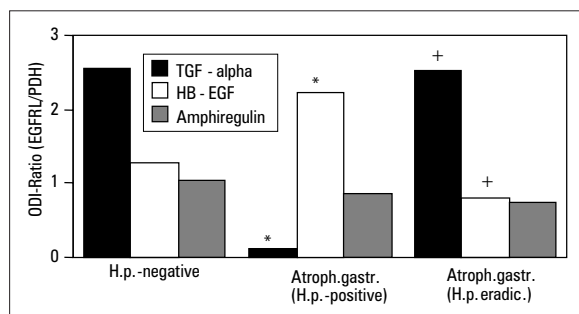 ODI-Ratio (EGFRL/PDH)
3
2
1
0
TGF - alpha
HB - EGF
Amphiregulin
*
*
+
+
H.p.-negative
Atroph.gastr.
(H.p.-positive)
Atroph.gastr.
(H.p.eradic.)